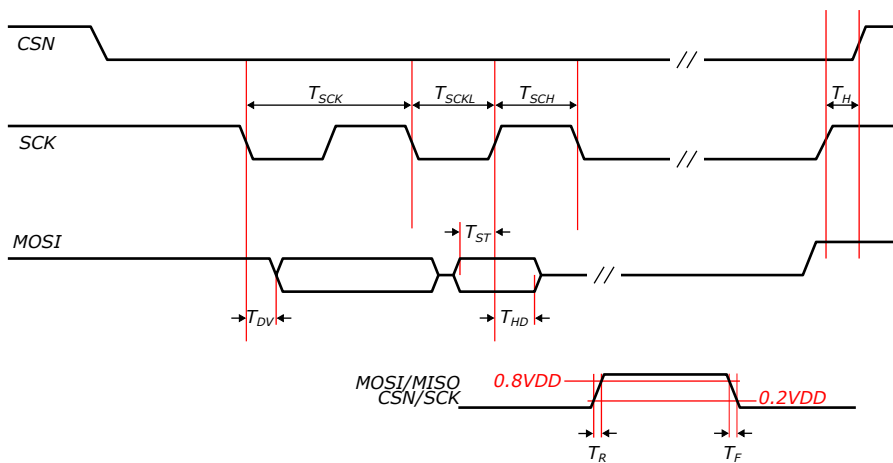 CSN
//
T_SCK
T_SCKL
T_SCH
T_H
SCK
//
MOSI
T_ST
//
T_DV
T_HD
MOSI/MISO
0.8VDD
CSN/SCK
0.2VDD
T_R
T_F